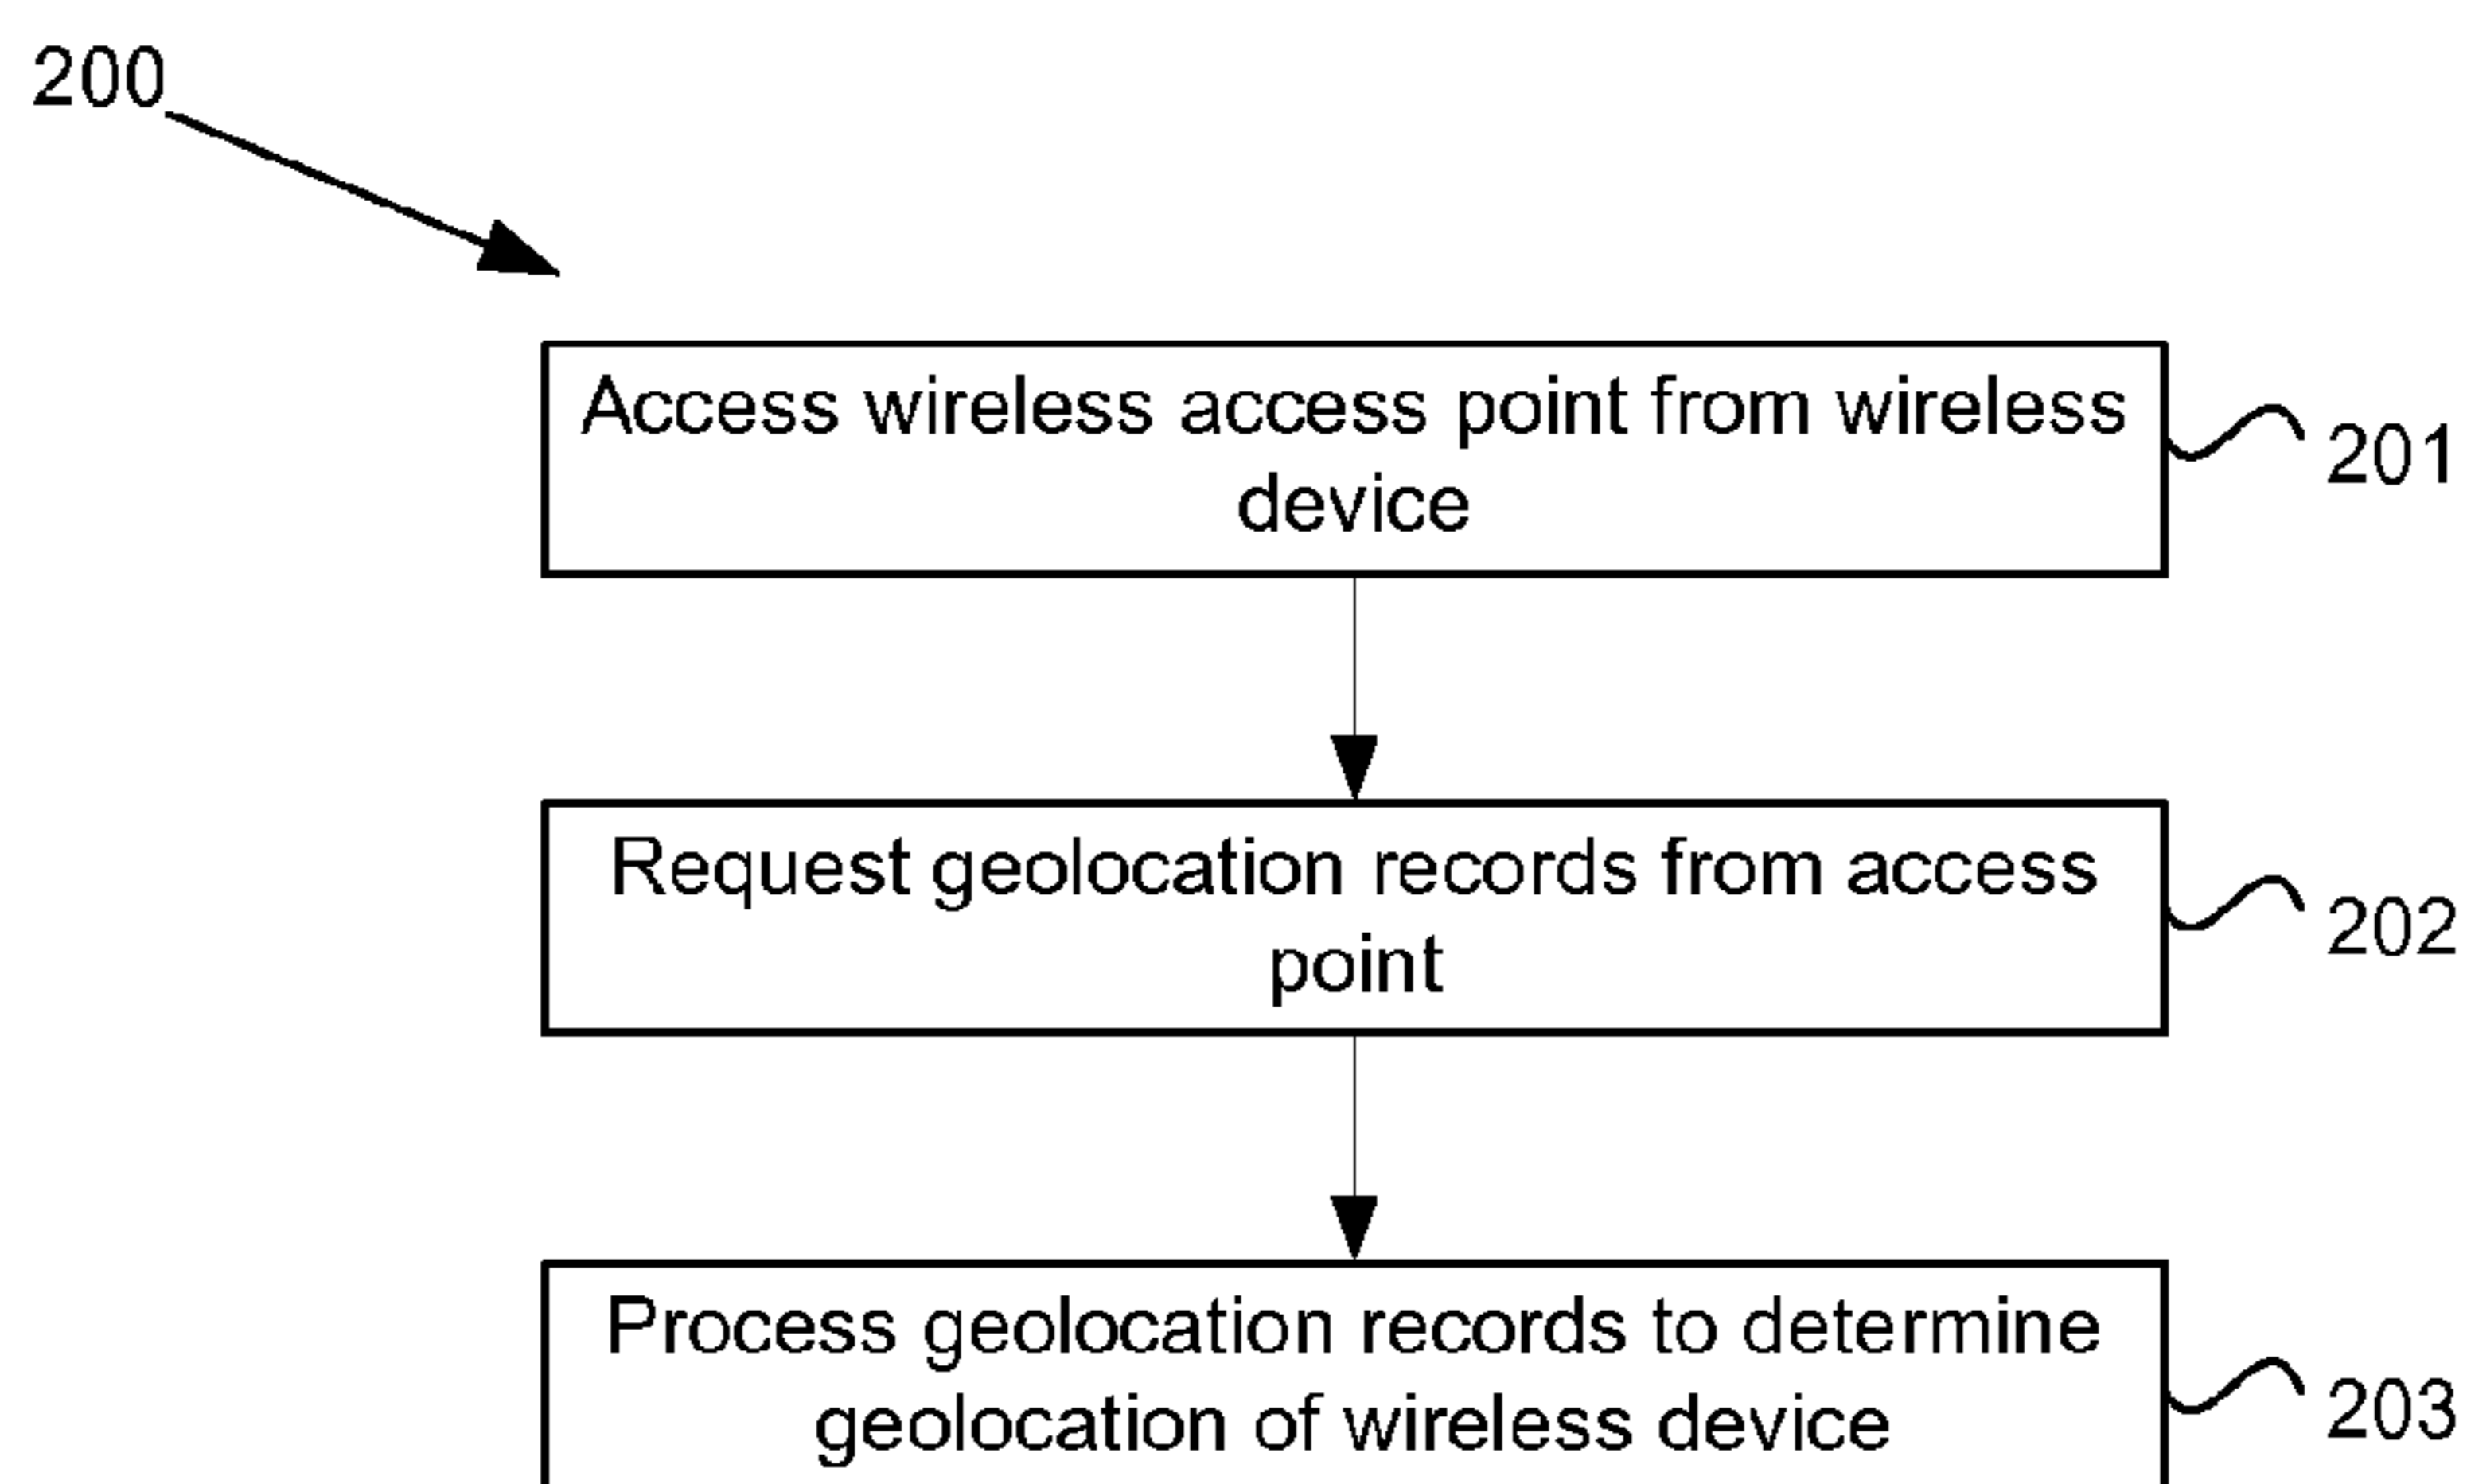 200
Access wireless access point from wireless
device
201
Request geolocation records from access
point
202
Process geolocation records to determine
geolocation of wireless device
203